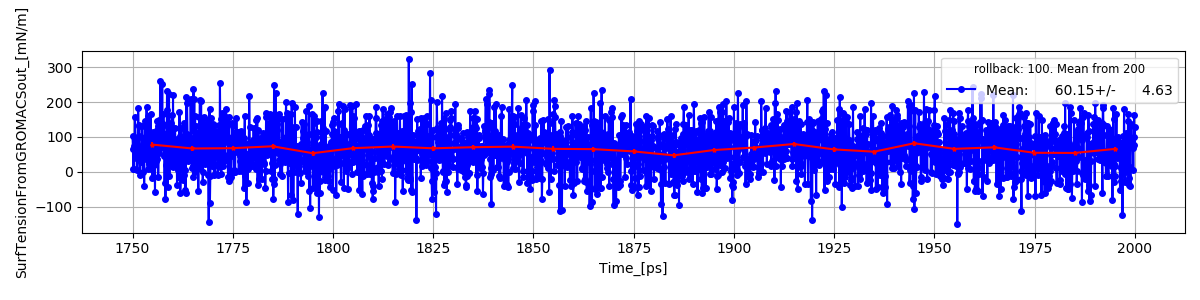 SurfTensionFromGROMACSout_[mN/m]
300
200
100
0
−100
rollback: 100. Mean from 200
Mean: 60.15+/- 4.63
1750 1775 1800 1825 1850 1875 1900 1925 1950 1975 2000
Time_[ps]